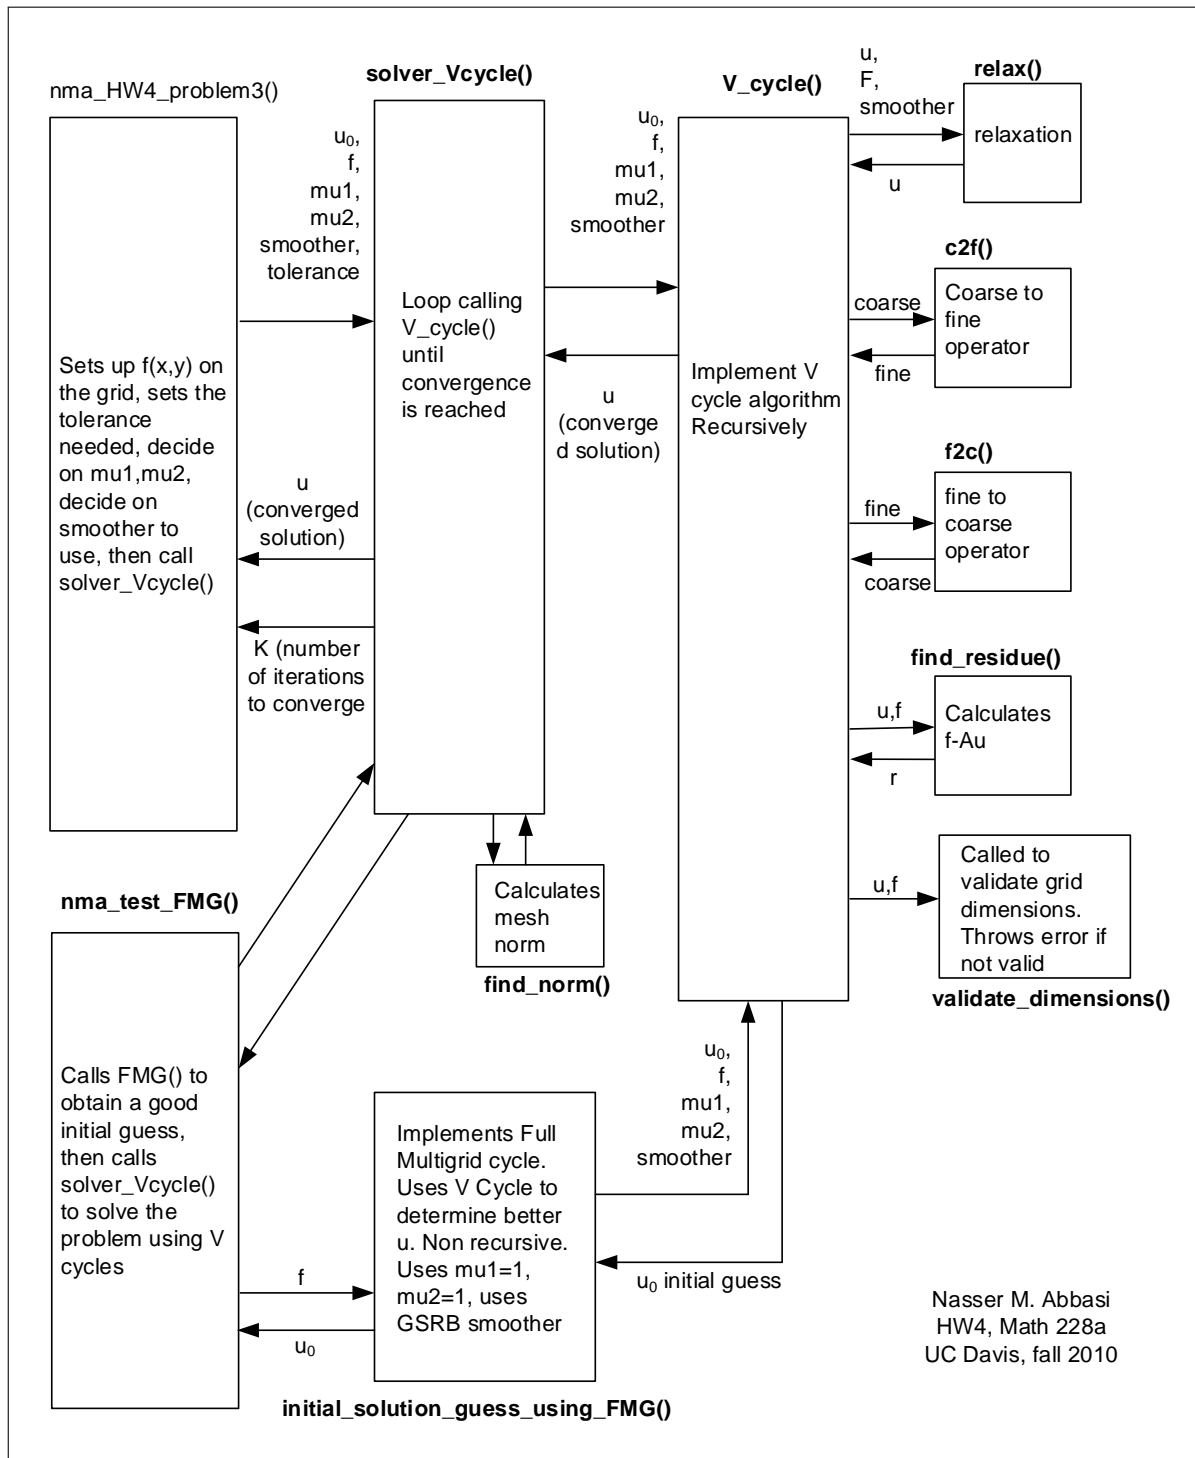 nma_HW4_problem3()
Sets up f(x,y) on
the grid, sets the
tolerance
needed, decide
on mu1,mu2,
decide on
smoother to
use, then call
solver_Vcycle()
u₀,
f,
mu1,
mu2,
smoother,
tolerance
u
(converged
solution)
K (number
of iterations
to converge
solver_Vcycle()
Loop calling
V_cycle()
until
convergence
is reached
u₀,
f,
mu1,
mu2,
smoother
u
(converge
d solution)
V_cycle()
Implement V
cycle algorithm
Recursively
u,
F,
smoother
u
relax()
relaxation
c2f()
coarse
fine
Coarse to
fine
operator
f2c()
fine
coarse
fine to
coarse
operator
find_residue()
u,f
r
Calculates
f-Au
u,f
Called to
validate grid
dimensions.
Throws error if
not valid
validate_dimensions()
Calculates
mesh
norm
find_norm()
nma_test_FMG()
Calls FMG() to
obtain a good
initial guess,
then calls
solver_Vcycle()
to solve the
problem using V
cycles
f
u₀
Implements Full
Multigrid cycle.
Uses V Cycle to
determine better
u. Non recursive.
Uses mu1=1,
mu2=1, uses
GSRB smoother
initial_solution_guess_using_FMG()
u₀,
f,
mu1,
mu2,
smoother
u₀ initial guess
Nasser M. Abbasi
HW4, Math 228a
UC Davis, fall 2010